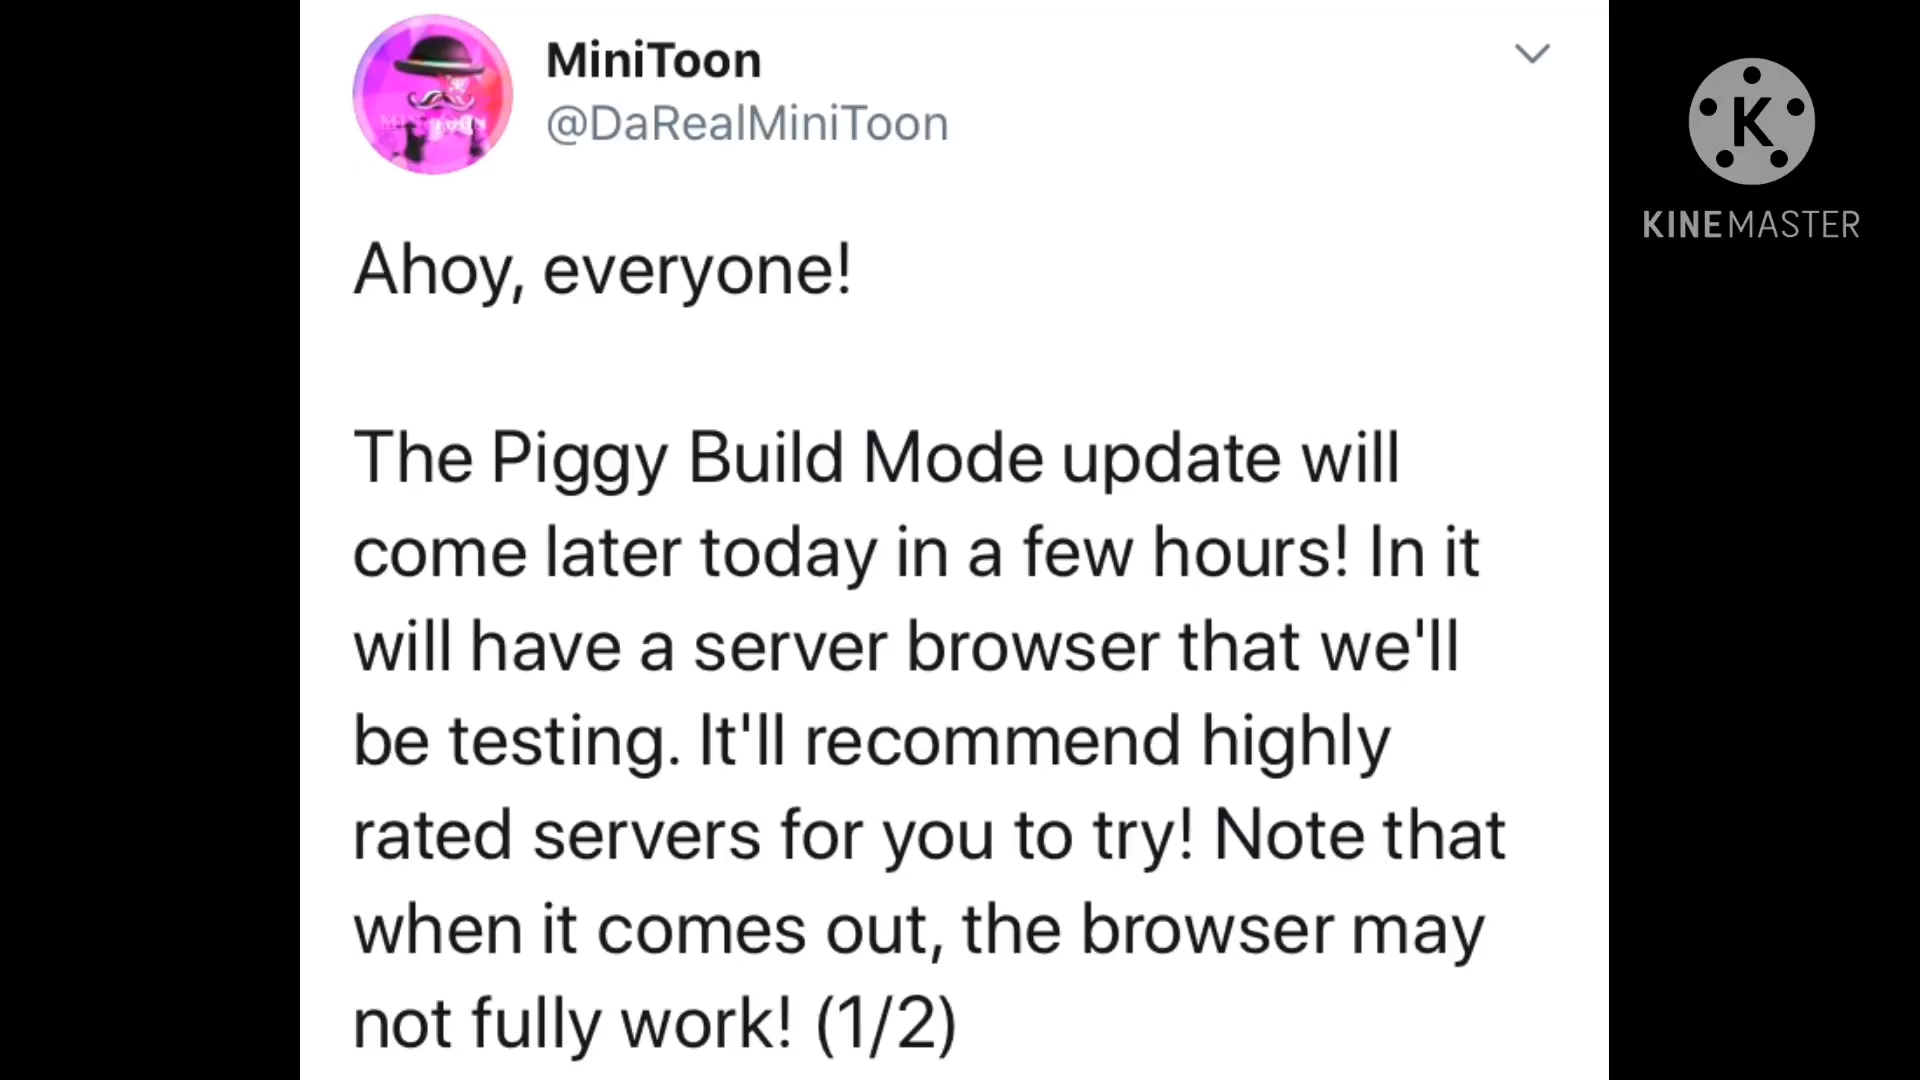 MiniToon
@DaRealMiniToon
Ahoy, everyone!
The Piggy Build Mode update will
come later today in a few hours! In it
will have a server browser that we'll
be testing. It'll recommend highly
rated servers for you to try! Note that
when it comes out, the browser may
not fully work! (1/2)
K
KINEMASTER